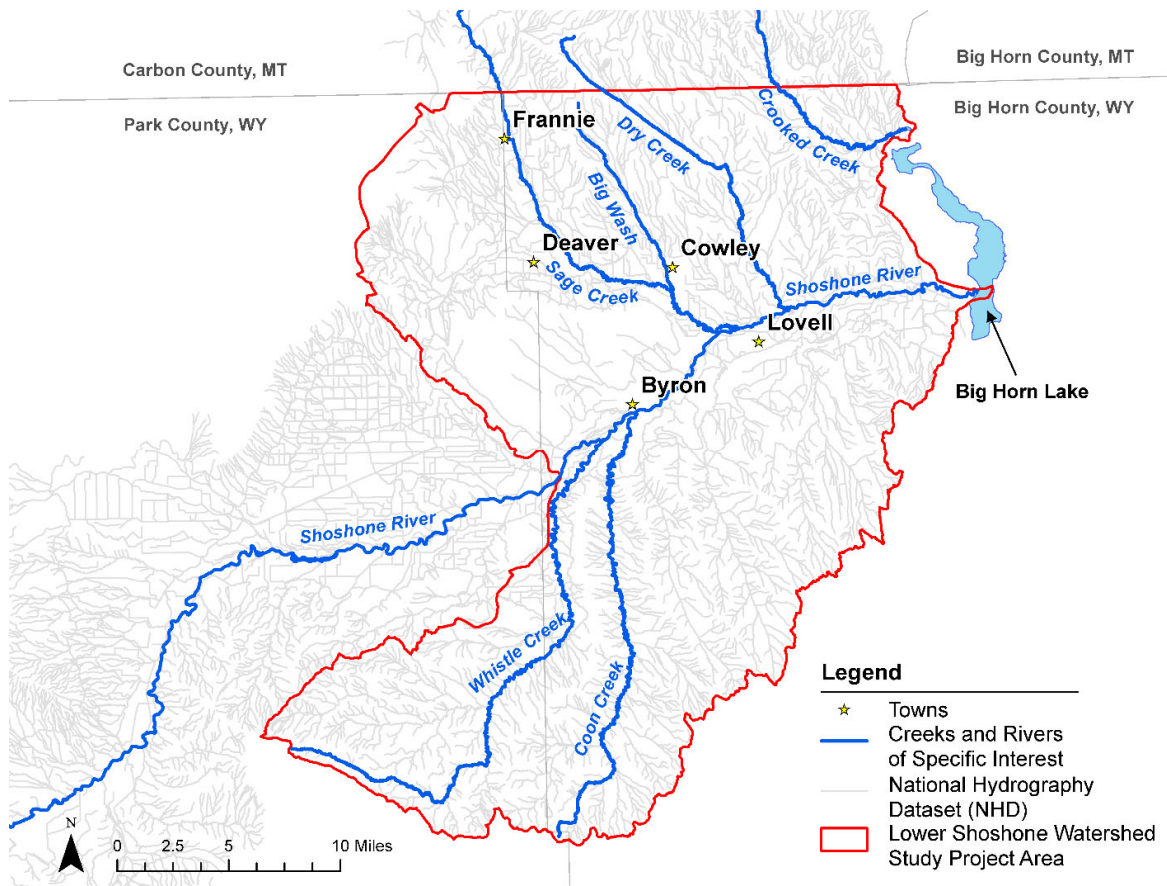 Carbon County, MT
Big Horn County, MT
Park County, WY
Big Horn County, WY
Frannie
Dry Creek
Crooked Creek
Big Wash
Deaver
Cowley
Sage Creek
Shoshone River
Lovell
Byron
Big Horn Lake
Shoshone River
Whistle Creek
Coon Creek
Legend
Towns
Creeks and Rivers
of Specific Interest
National Hydrography
Dataset (NHD)
Lower Shoshone Watershed
Study Project Area
N
0 2.5 5 10 Miles